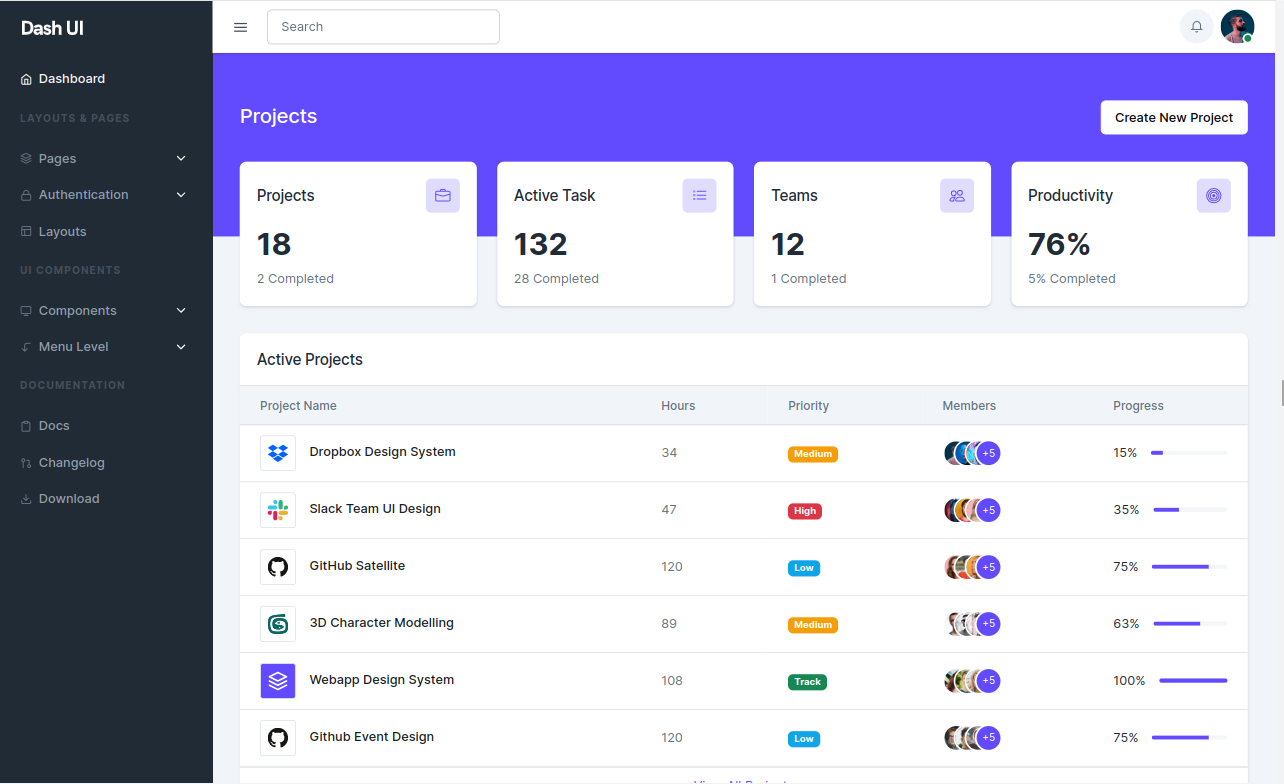 Dash UI
Search
Dashboard
LAYOUTS & PAGES
Pages
Authentication
Layouts
UI COMPONENTS
Components
Menu Level
DOCUMENTATION
Docs
Changelog
Download
Projects
Create New Project
Projects
18
2 Completed
Active Task
132
28 Completed
Teams
12
1 Completed
Productivity
76%
5% Completed
Active Projects
Project Name Hours Priority Members Progress
Dropbox Design System 34 Medium +5 15%
Slack Team UI Design 47 High +5 35%
GitHub Satellite 120 Low +5 75%
3D Character Modelling 89 Medium +5 63%
Webapp Design System 108 Track +5 100%
Github Event Design 120 Low +5 75%